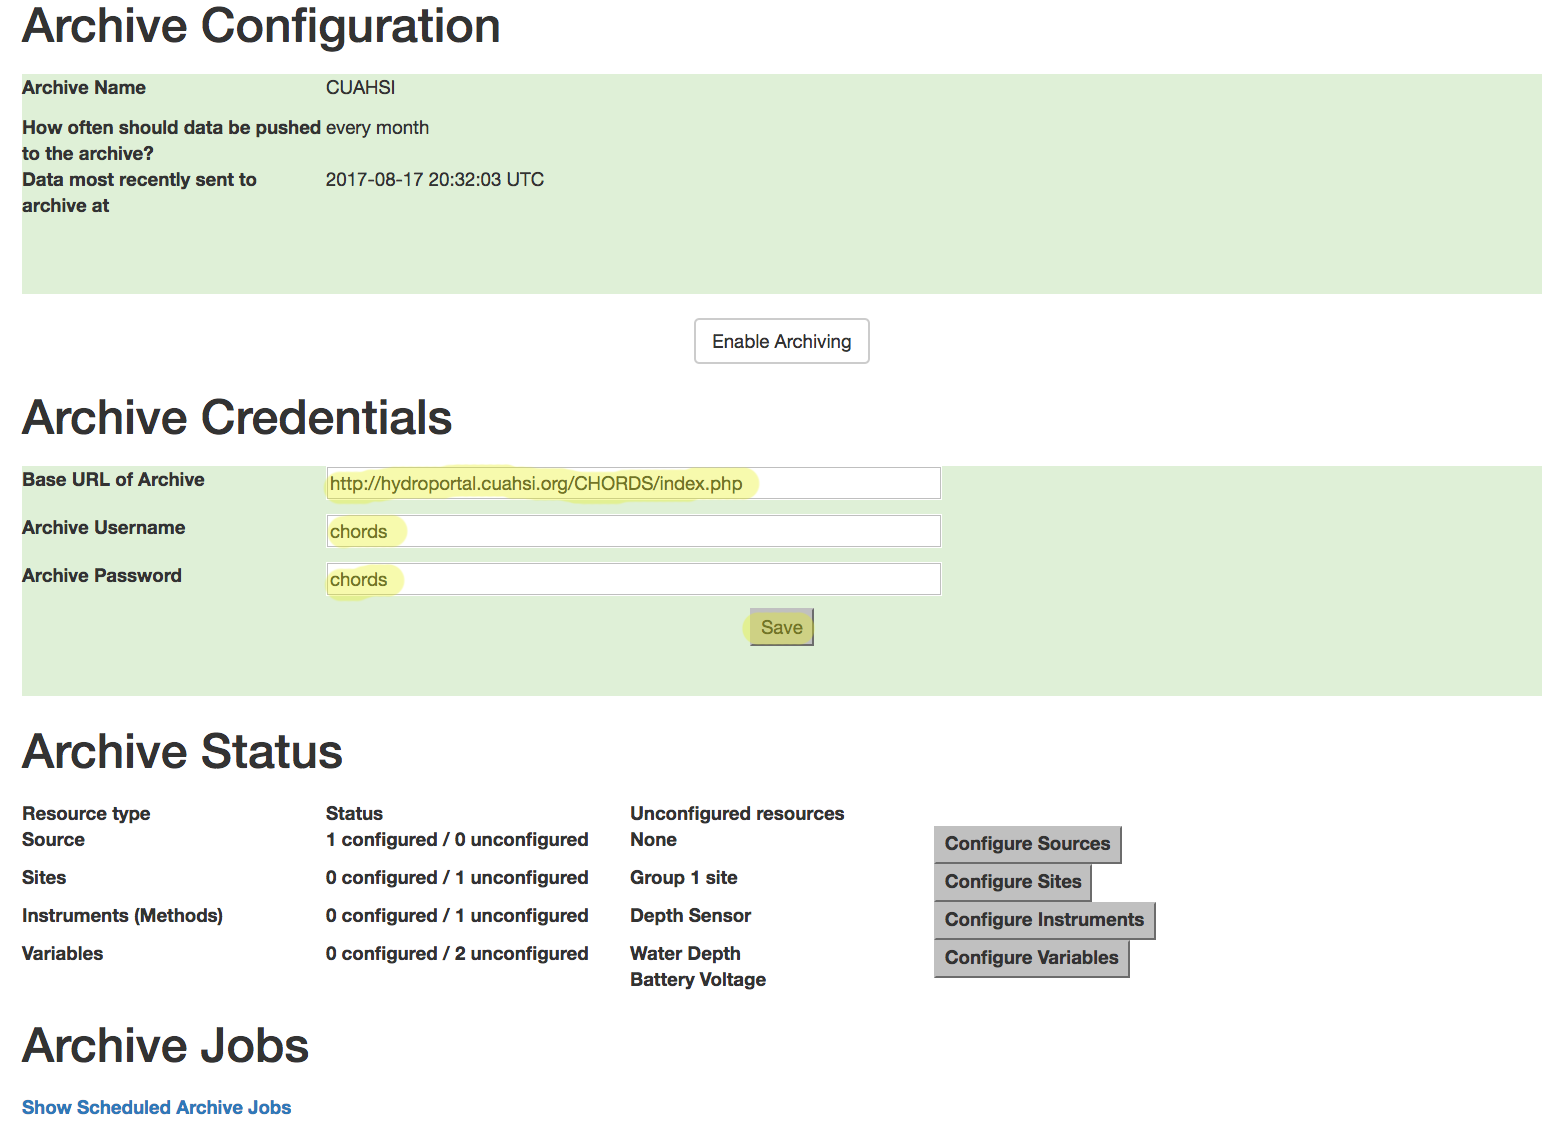 Archive Configuration
Archive Name CUAHSI
How often should data be pushed every month
to the archive?
Data most recently sent to 2017-08-17 20:32:03 UTC
archive at
Enable Archiving
Archive Credentials
Base URL of Archive http://hydroportal.cuahsi.org/CHORDS/index.php
Archive Username chords
Archive Password chords
Save
Archive Status
Resource type Status Unconfigured resources
Source 1 configured / 0 unconfigured None Configure Sources
Sites 0 configured / 1 unconfigured Group 1 site Configure Sites
Instruments (Methods) 0 configured / 1 unconfigured Depth Sensor Configure Instruments
Variables 0 configured / 2 unconfigured Water Depth Configure Variables
Battery Voltage
Archive Jobs
Show Scheduled Archive Jobs